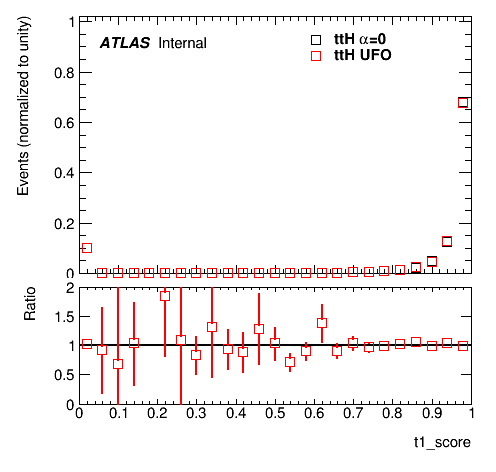 Events (normalized to unity)
ATLAS Internal
ttH α=0
ttH UFO
1
0.8
0.6
0.4
0.2
0
Ratio
2
1.5
1
0.5
0
0 0.1 0.2 0.3 0.4 0.5 0.6 0.7 0.8 0.9 1
t1_score